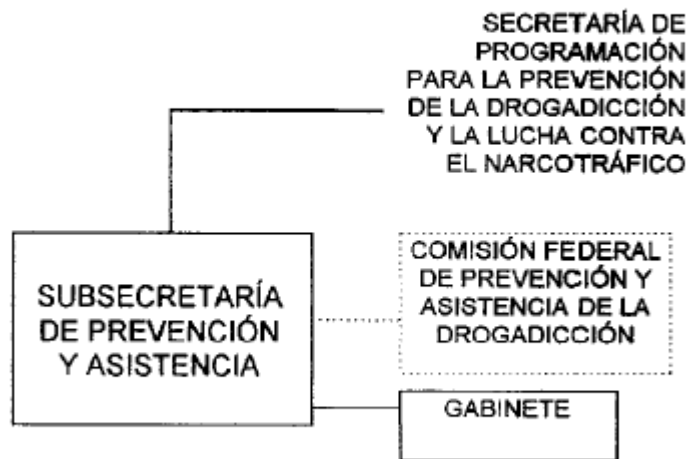 SECRETARÍA DE
PROGRAMACIÓN
PARA LA PREVENCIÓN
DE LA DROGADICCIÓN
Y LA LUCHA CONTRA
EL NARCOTRÁFICO
SUBSECRETARÍA
DE PREVENCIÓN
Y ASISTENCIA
COMISIÓN FEDERAL
DE PREVENCIÓN Y
ASISTENCIA DE LA
DROGADICCIÓN
GABINETE